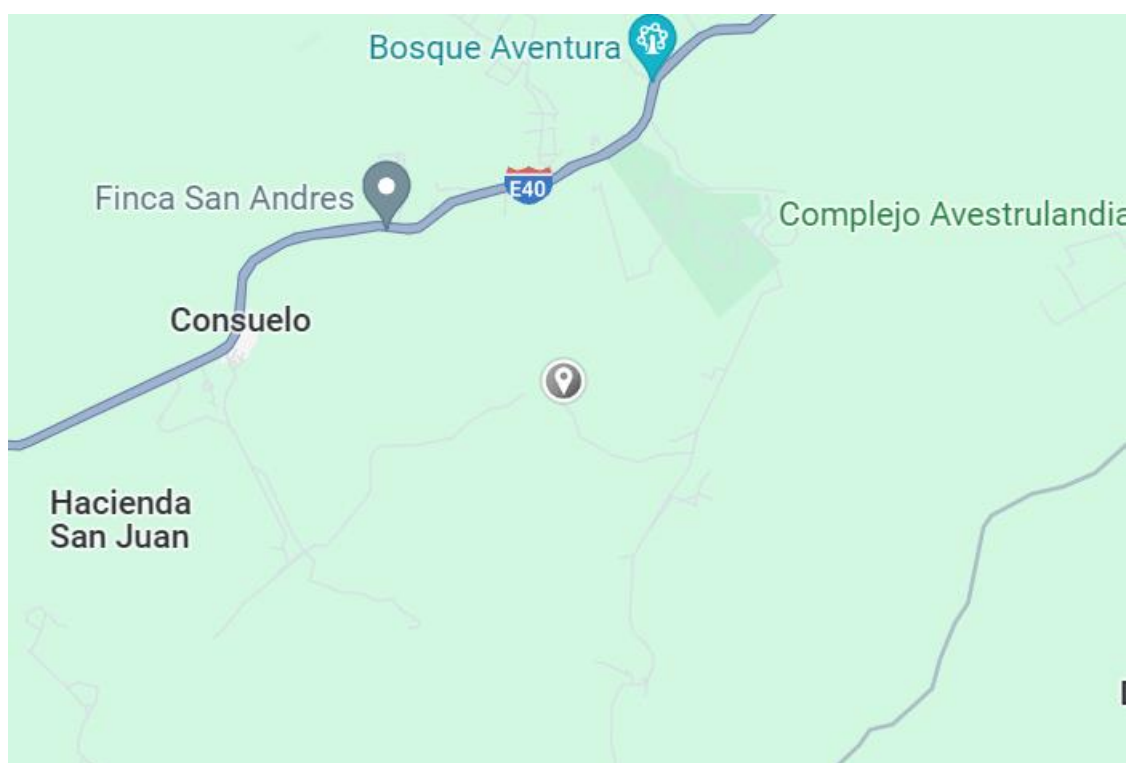 Bosque Aventura
E40
Finca San Andres
Complejo Avestrulandia
Consuelo
Hacienda
San Juan